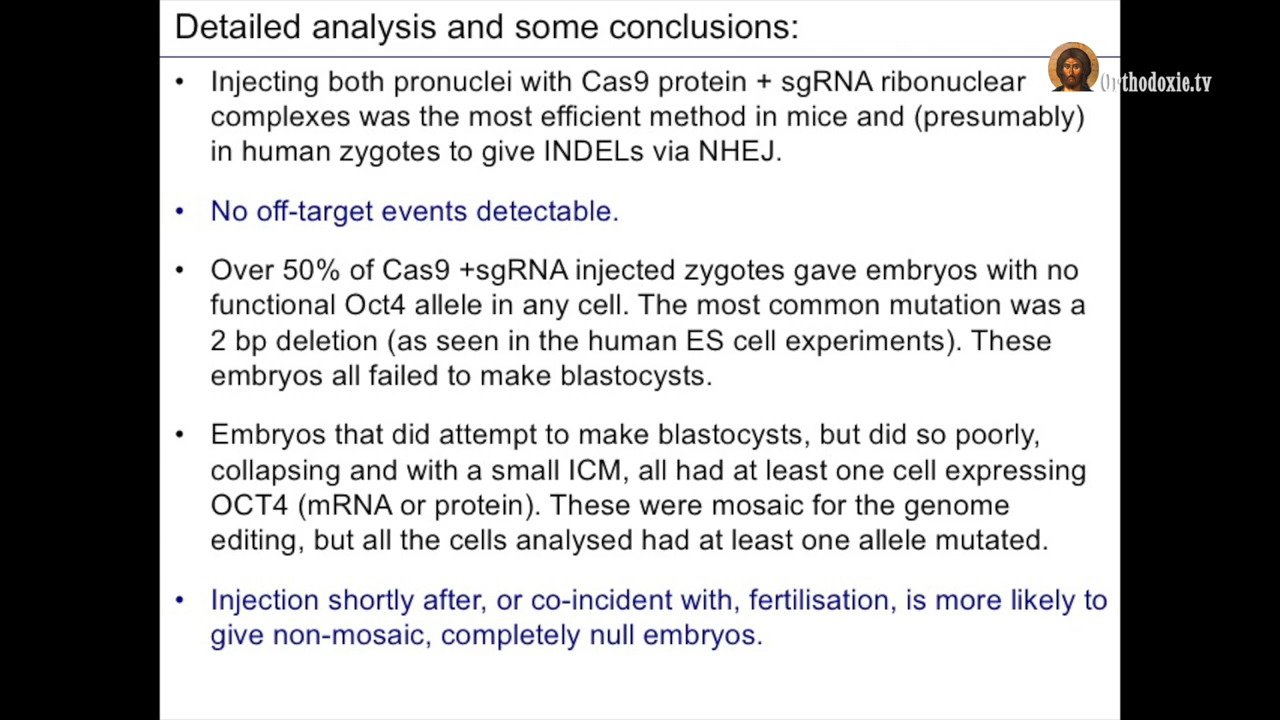 Detailed analysis and some conclusions:
• Injecting both pronuclei with Cas9 protein + sgRNA ribonuclear
complexes was the most efficient method in mice and (presumably)
in human zygotes to give INDELs via NHEJ.
• No off-target events detectable.
• Over 50% of Cas9 +sgRNA injected zygotes gave embryos with no
functional Oct4 allele in any cell. The most common mutation was a
2 bp deletion (as seen in the human ES cell experiments). These
embryos all failed to make blastocysts.
• Embryos that did attempt to make blastocysts, but did so poorly,
collapsing and with a small ICM, all had at least one cell expressing
OCT4 (mRNA or protein). These were mosaic for the genome
editing, but all the cells analysed had at least one allele mutated.
• Injection shortly after, or co-incident with, fertilisation, is more likely to
give non-mosaic, completely null embryos.
Orthodoxie.tv